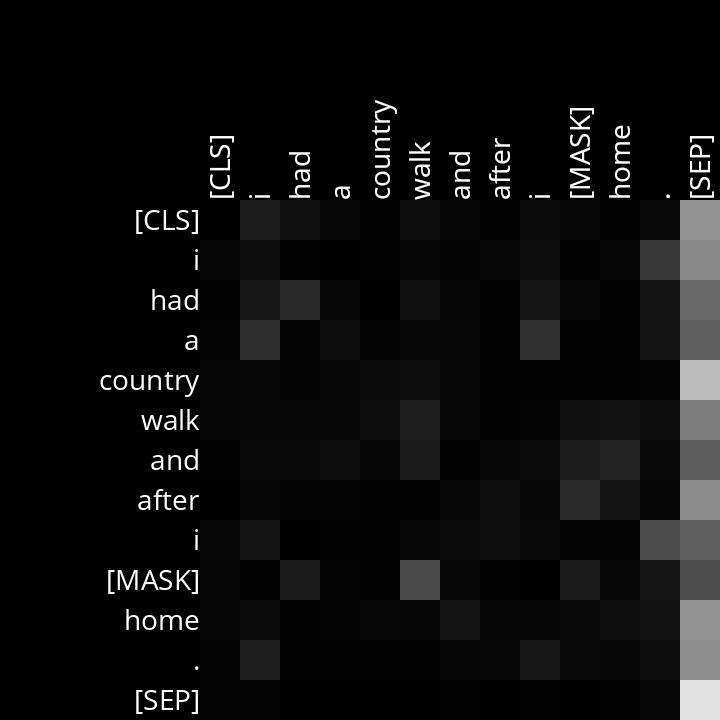 [CLS] i had a country walk and after i [MASK] home . [SEP]
[CLS]
i
had
a
country
walk
and
after
i
[MASK]
home
.
[SEP]